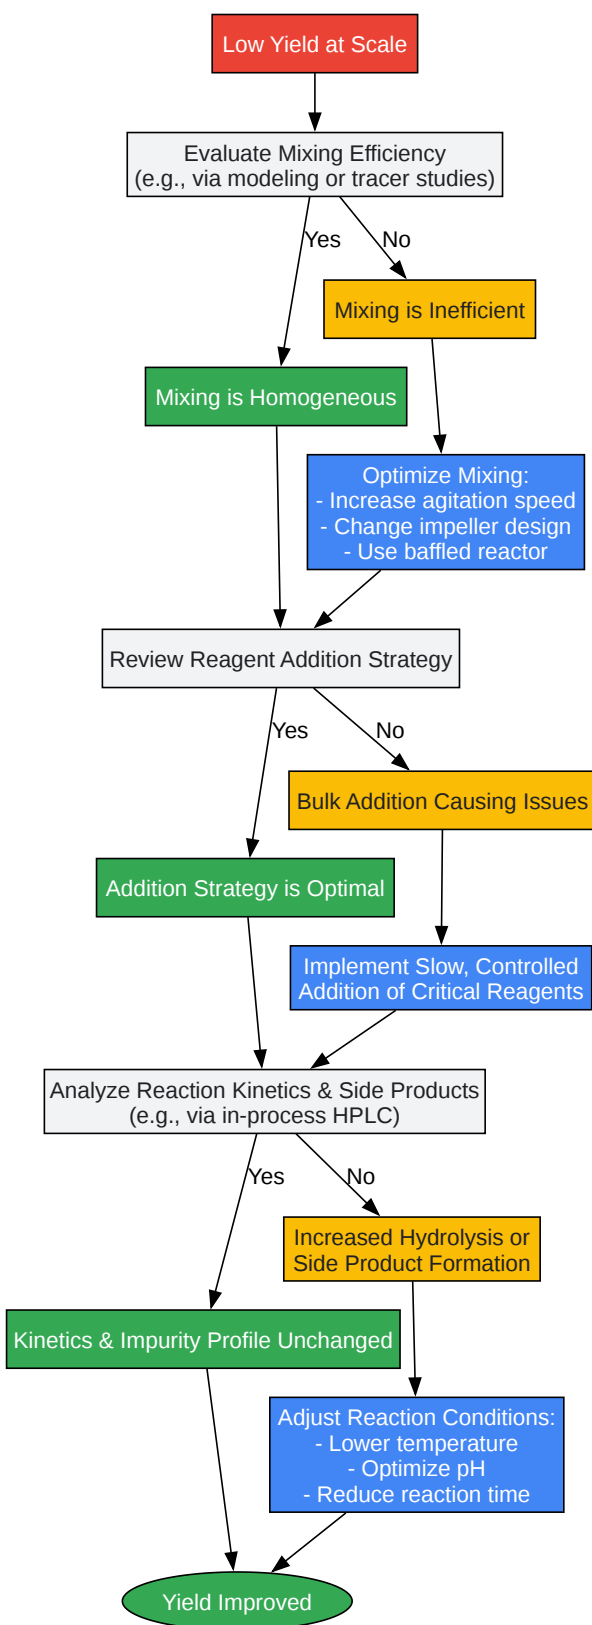 Low Yield at Scale
Evaluate Mixing Efficiency
(e.g., via modeling or tracer studies)
Yes
No
Mixing is Inefficient
Mixing is Homogeneous
Optimize Mixing:
- Increase agitation speed
- Change impeller design
- Use baffled reactor
Review Reagent Addition Strategy
Yes
No
Bulk Addition Causing Issues
Addition Strategy is Optimal
Implement Slow, Controlled
Addition of Critical Reagents
Analyze Reaction Kinetics & Side Products
(e.g., via in-process HPLC)
Yes
No
Increased Hydrolysis or
Side Product Formation
Kinetics & Impurity Profile Unchanged
Adjust Reaction Conditions:
- Lower temperature
- Optimize pH
- Reduce reaction time
Yield Improved